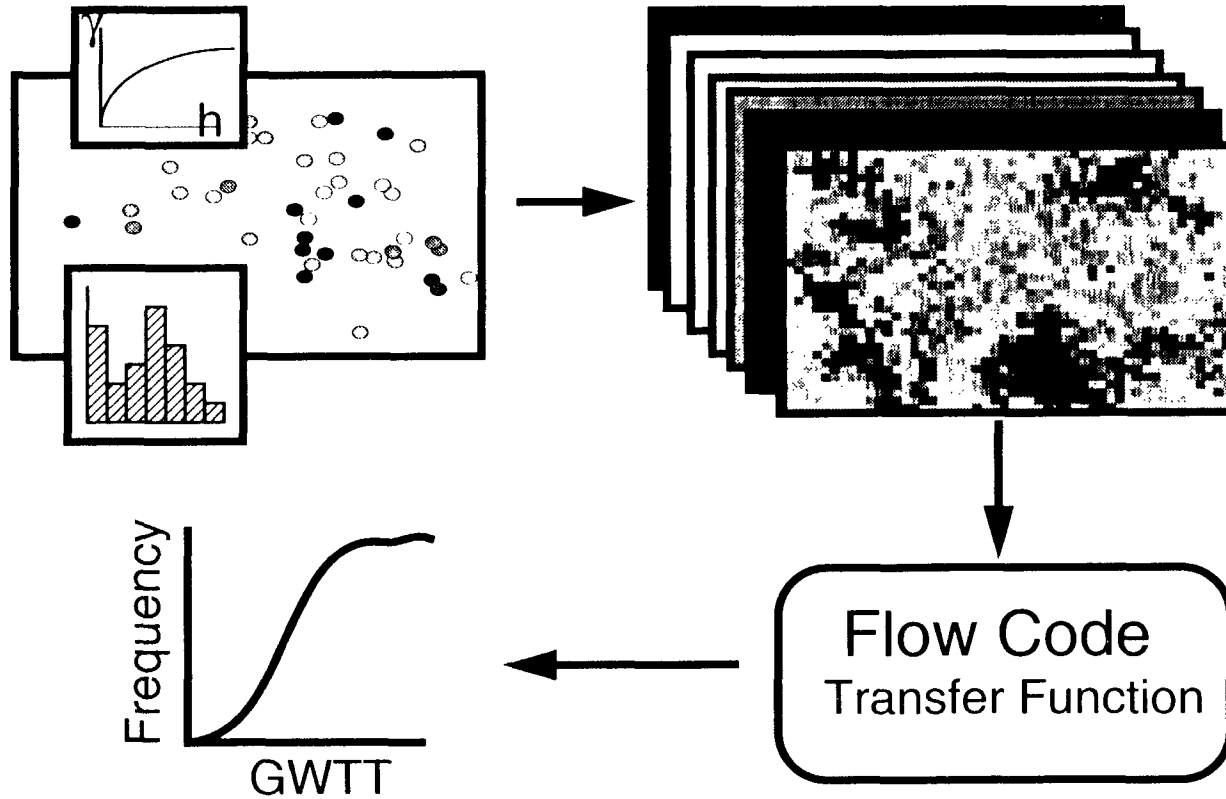 γ
h
Flow Code
Transfer Function
Frequency
GWTT